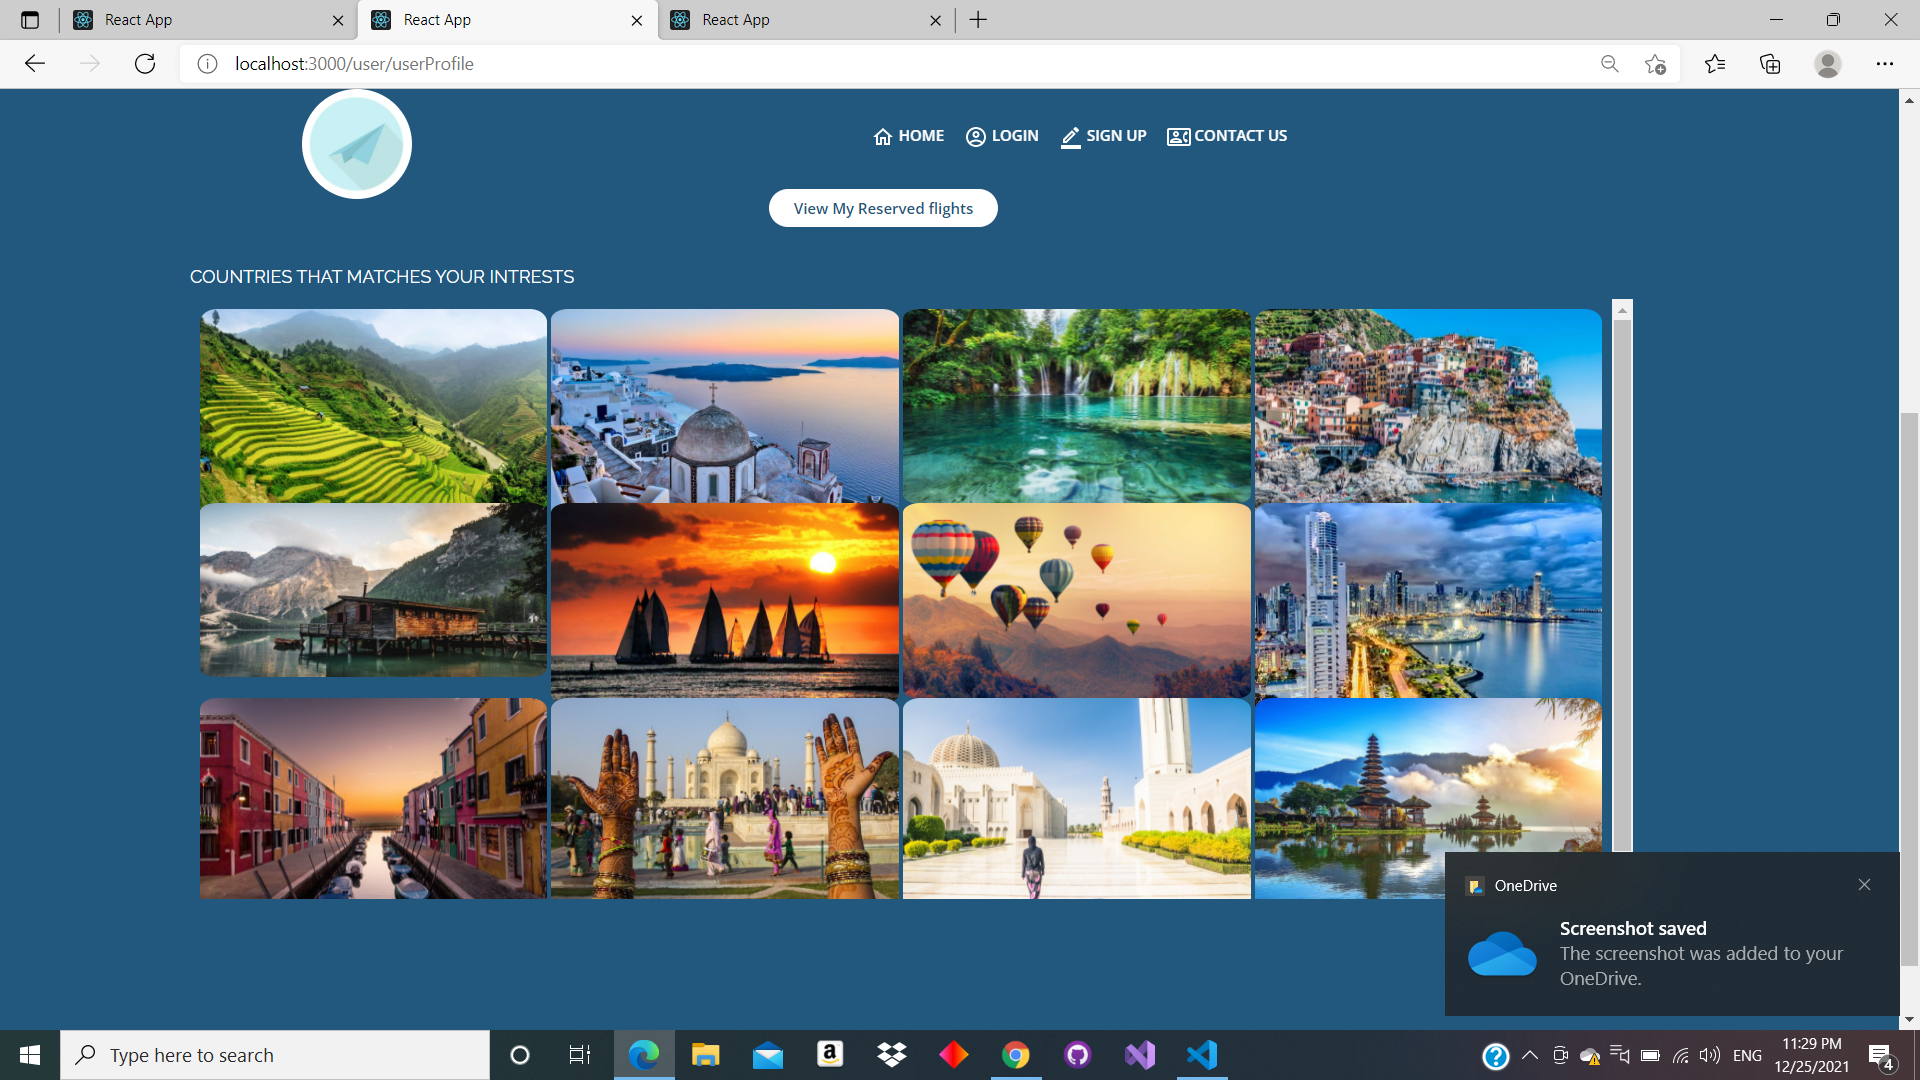 React App
React App
React App
localhost:3000/user/userProfile
HOME
LOGIN
SIGN UP
CONTACT US
View My Reserved flights
COUNTRIES THAT MATCHES YOUR INTRESTS
OneDrive
Screenshot saved
The screenshot was added to your
OneDrive.
Type here to search
a
?
ENG
11:29 PM
12/25/2021
4